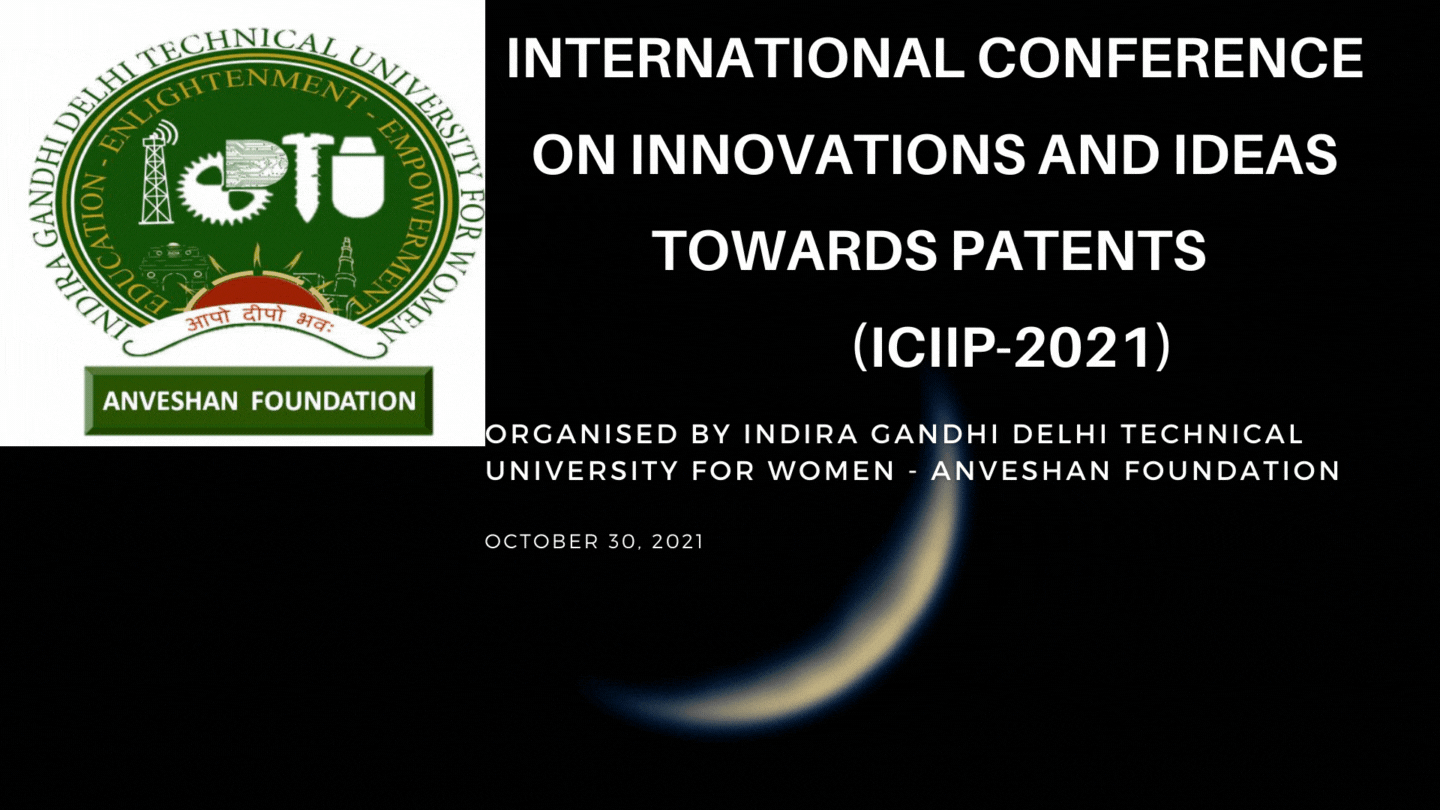 INDIRA GANDHI DELHI TECHNICAL UNIVERSITY FOR WOMEN
EDUCATION - ENLIGHTENMENT - EMPOWERMENT
आपो दीपो भवः
ANVESHAN FOUNDATION
INTERNATIONAL CONFERENCE
ON INNOVATIONS AND IDEAS
TOWARDS PATENTS
(ICIIP-2021)
ORGANISED BY INDIRA GANDHI DELHI TECHNICAL
UNIVERSITY FOR WOMEN - ANVESHAN FOUNDATION
OCTOBER 30, 2021